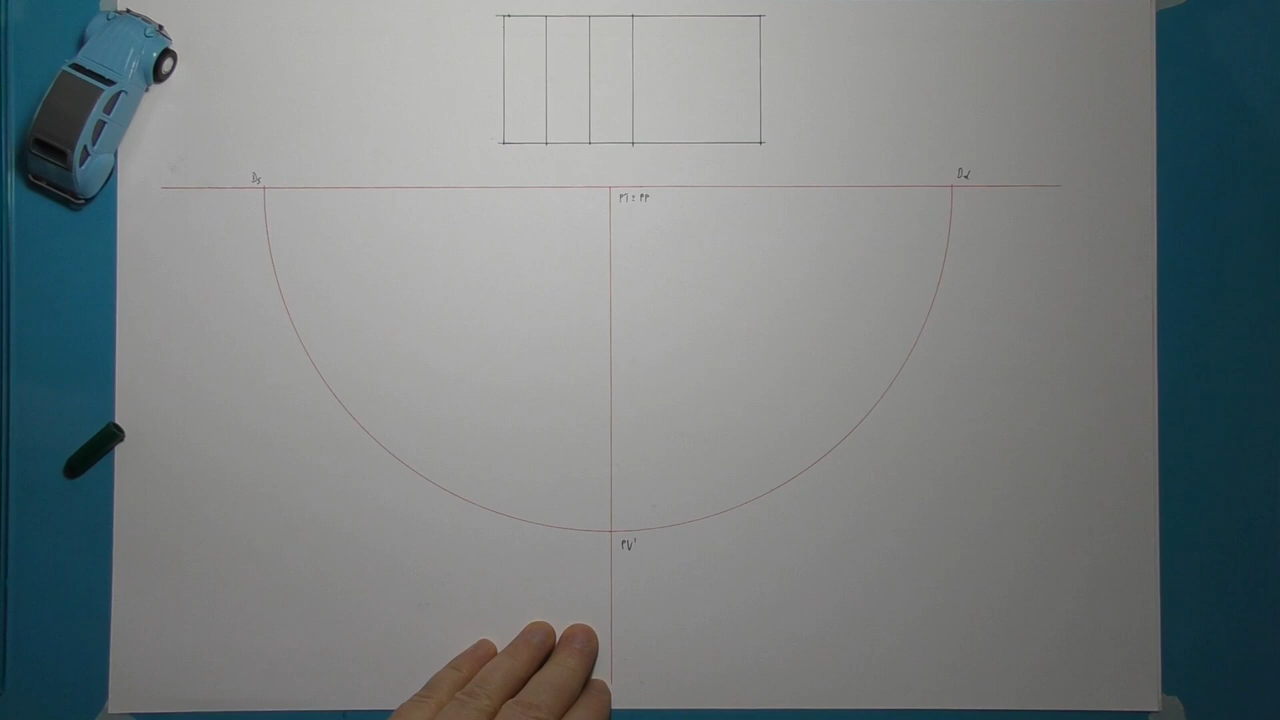 Ds
Dd
PT ≡ PP
PV'